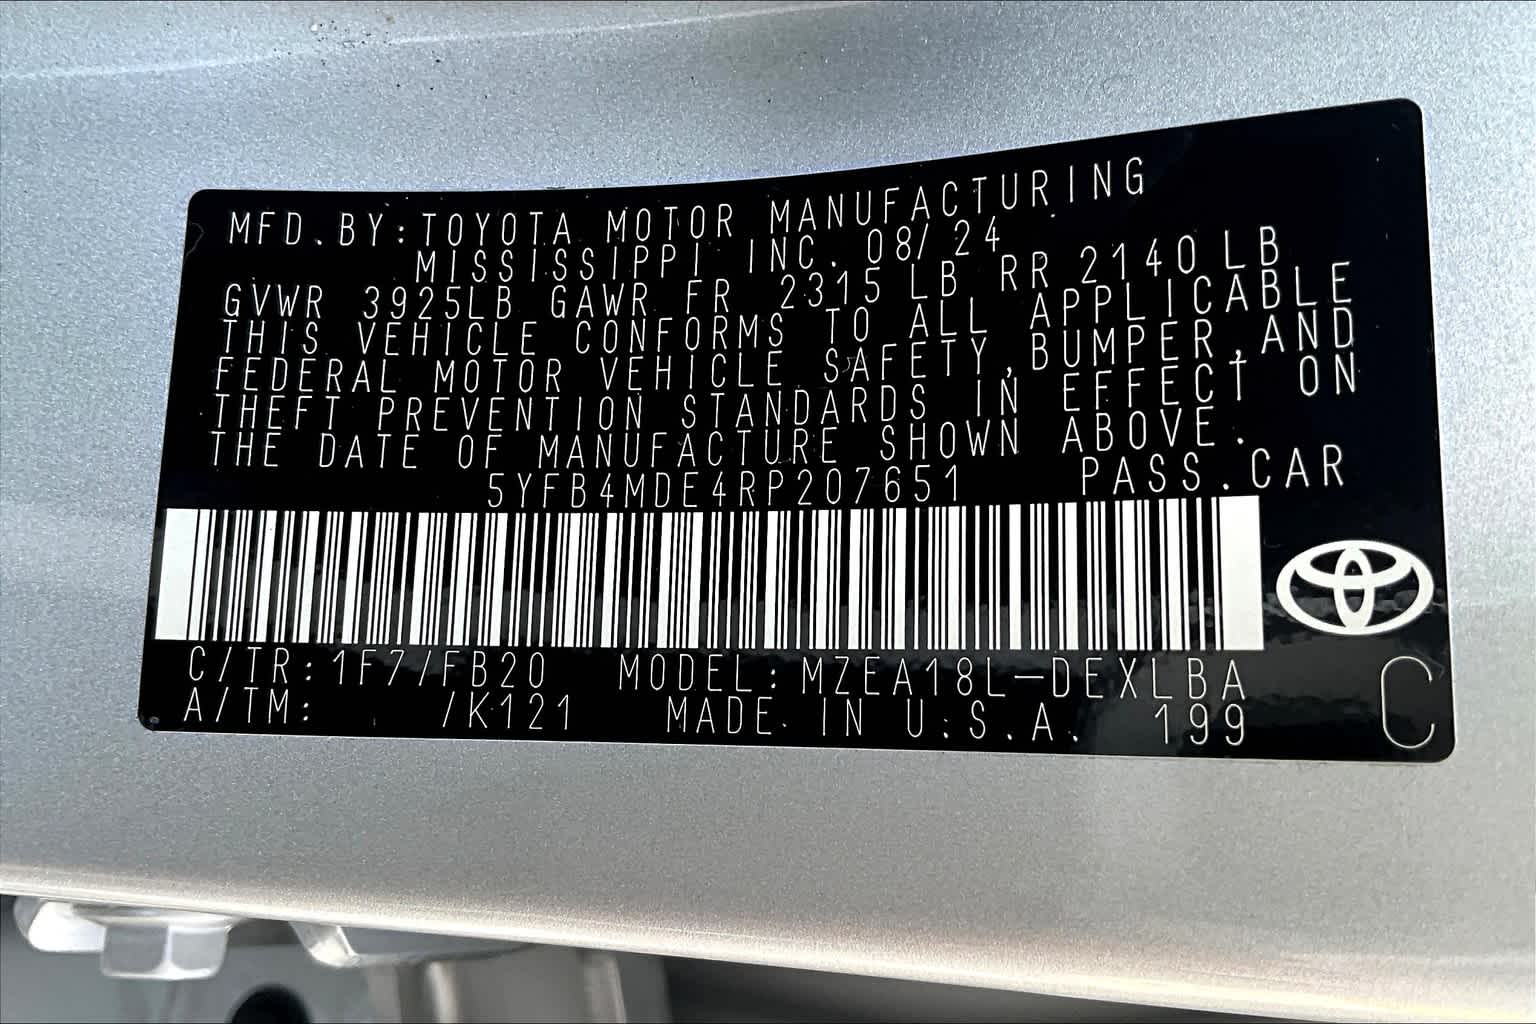 MFD.BY:TOYOTA MOTOR MANUFACTURING
MISSISSIPPI INC. 08/24
GVWR 3925LB GAWR FR 2315 LB RR 2140 LB
THIS VEHICLE CONFORMS TO ALL APPLICABLE
FEDERAL MOTOR VEHICLE SAFETY,BUMPER,AND
THEFT PREVENTION STANDARDS IN EFFECT ON
THE DATE OF MANUFACTURE SHOWN ABOVE.
5YFB4MDE4RP207651 PASS.CAR
C/TR:1F7/FB20 MODEL:MZEA18L-DEXLBA
A/TM: /K121 MADE IN U.S.A. 199
C